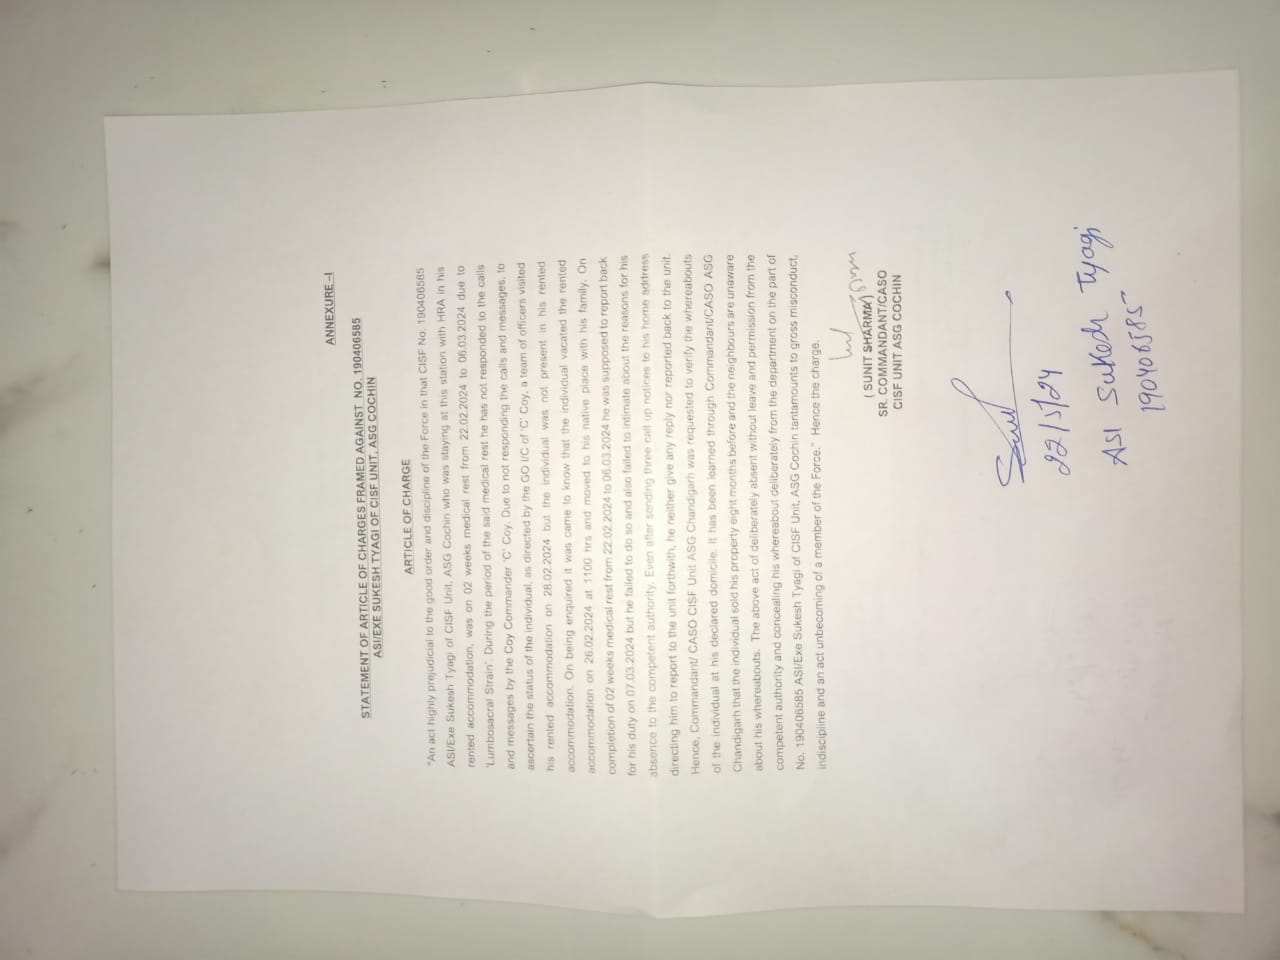 ANNEXURE -I
STATEMENT OF ARTICLE OF CHARGES FRAMED AGAINST NO. 190406585
ASI/EXE SUKESH TYAGI OF CISF UNIT, ASG COCHIN
ARTICLE OF CHARGE
"An act highly prejudicial to the good order and discipline of the Force in that CISF No. 190406585
ASI/Exe Sukesh Tyagi of CISF Unit, ASG Cochin who was staying at this station with HRA in his
rented accommodation, was on 02 weeks medical rest from 22.02.2024 to 06.03.2024 due to
'Lumbosacral Strain'. During the period of the said medical rest he has not responded to the calls
and messages by the Coy Commander 'C' Coy. Due to not responding the calls and messages, to
ascertain the status of the individual, as directed by the GO I/C of 'C' Coy, a team of officers visited
his rented accommodation on 28.02.2024 but the individual was not present in his rented
accommodation. On being enquired it was came to know that the individual vacated the rented
accommodation on 26.02.2024 at 1100 hrs and moved to his native place with his family. On
completion of 02 weeks medical rest from 22.02.2024 to 06.03.2024 he was supposed to report back
for his duty on 07.03.2024 but he failed to do so and also failed to intimate about the reasons for his
absence to the competent authority. Even after sending three call up notices to his home address
directing him to report to the unit forthwith, he neither give any reply nor reported back to the unit.
Hence, Commandant/ CASO CISF Unit ASG Chandigarh was requested to verify the whereabouts
of the individual at his declared domicile. It has been learned through Commandant/CASO ASG
Chandigarh that the individual sold his property eight months before and the neighbours are unaware
about his whereabouts. The above act of deliberately absent without leave and permission from the
competent authority and concealing his whereabout deliberately from the department on the part of
No. 190406585 ASI/Exe Sukesh Tyagi of CISF Unit, ASG Cochin tantamounts to gross misconduct,
indiscipline and an act unbecoming of a member of the Force." Hence the charge.
( SUNIT SHARMA )
SR. COMMANDANT/CASO
CISF UNIT ASG COCHIN
22/5/24
ASI Sukesh Tyagi
190406585